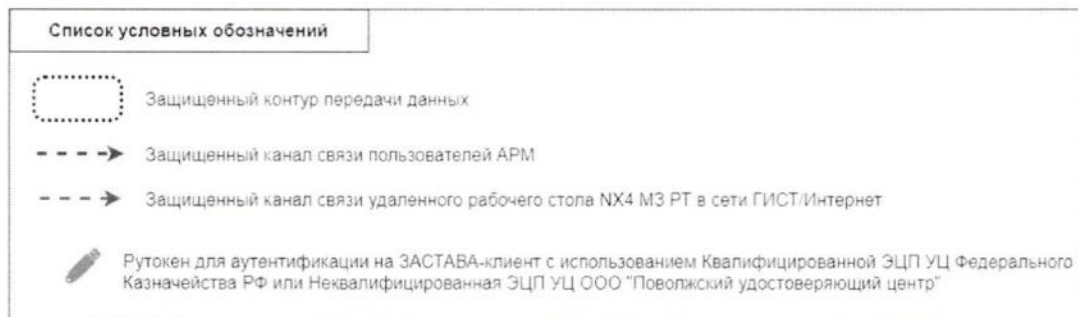 Список условных обозначений
Защищенный контур передачи данных
Защищенный канал связи пользователей АРМ
Защищенный канал связи удаленного рабочего стола NX4 МЗ РТ в сети ГИСТ/Интернет
Рутокен для аутентификации на ЗАСТАВА-клиент с использованием Квалифицированной ЭЦП УЦ Федерального
Казначейства РФ или Неквалифицированная ЭЦП УЦ ООО "Поволжский удостоверяющий центр"